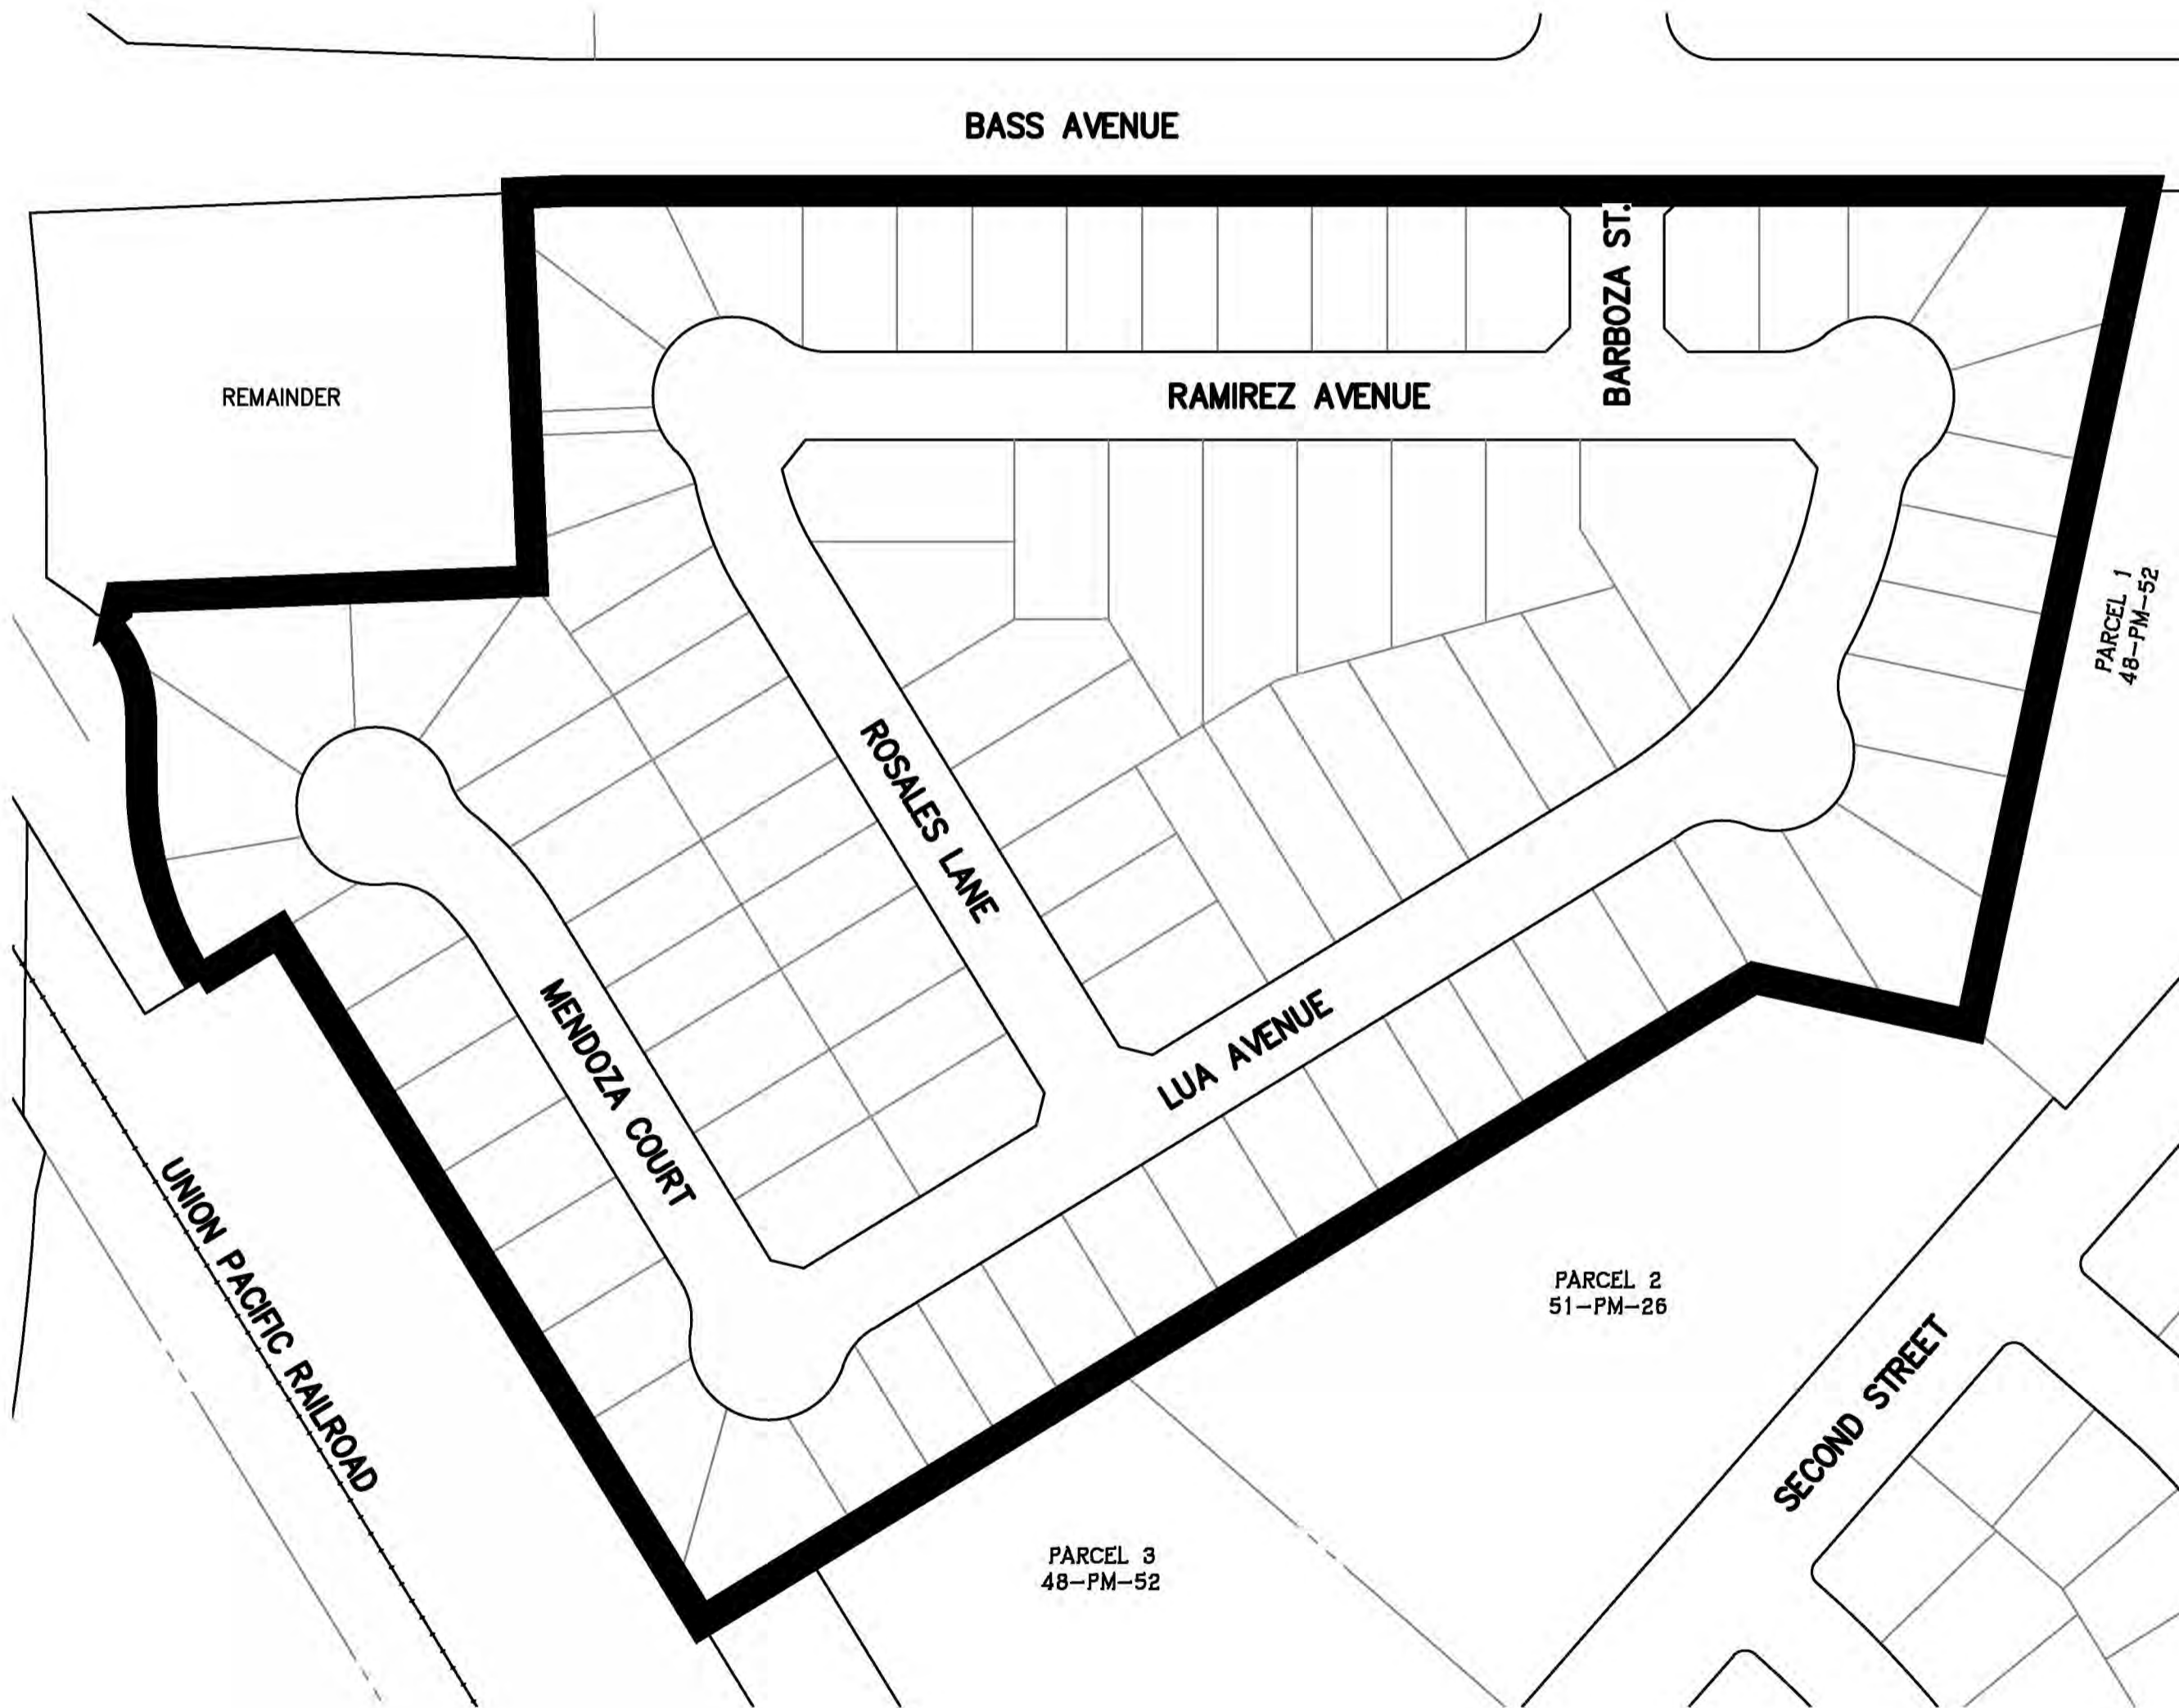 BASS AVENUE
BARBOZA ST.
REMAINDER
RAMIREZ AVENUE
PARCEL 1
48-PM-52
ROSALES LANE
MENDOZA COURT
LUA AVENUE
UNION PACIFIC RAILROAD
PARCEL 2
51-PM-26
SECOND STREET
PARCEL 3
48-PM-52